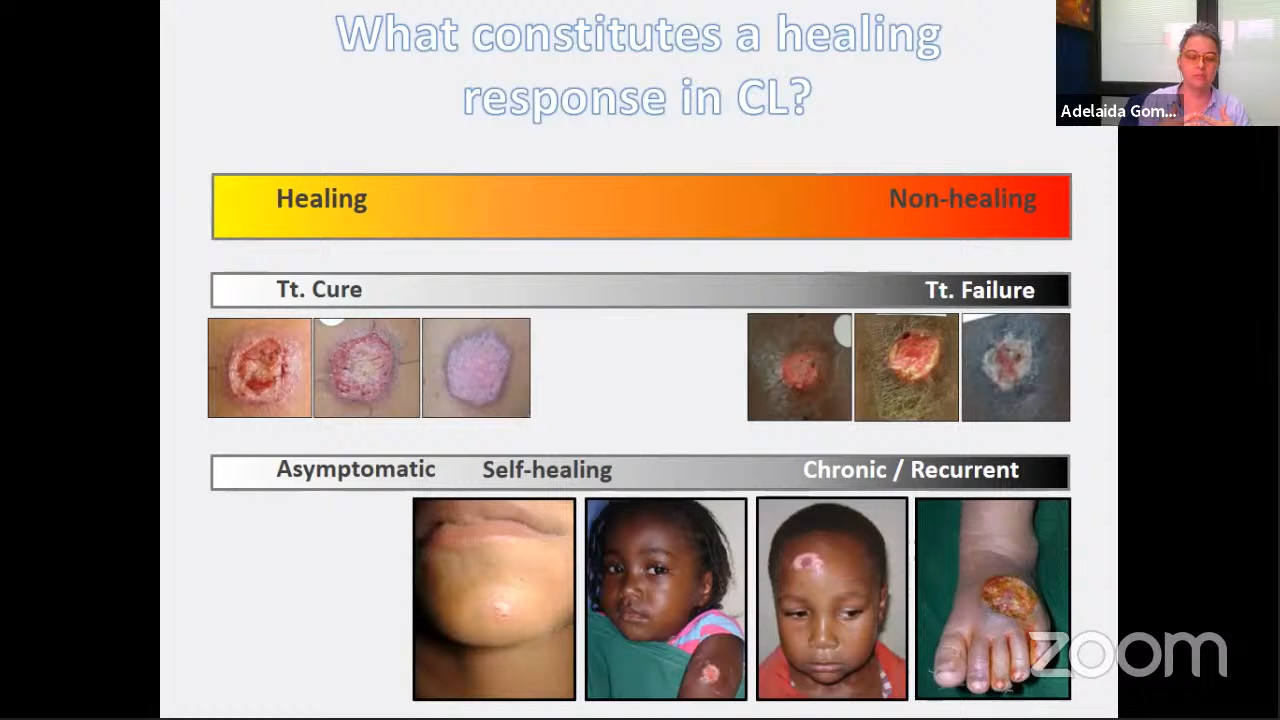 What constitutes a healing
response in CL?
Adelaida Gom...
Healing Non-healing
Tt. Cure Tt. Failure
Asymptomatic Self-healing Chronic / Recurrent
zoom